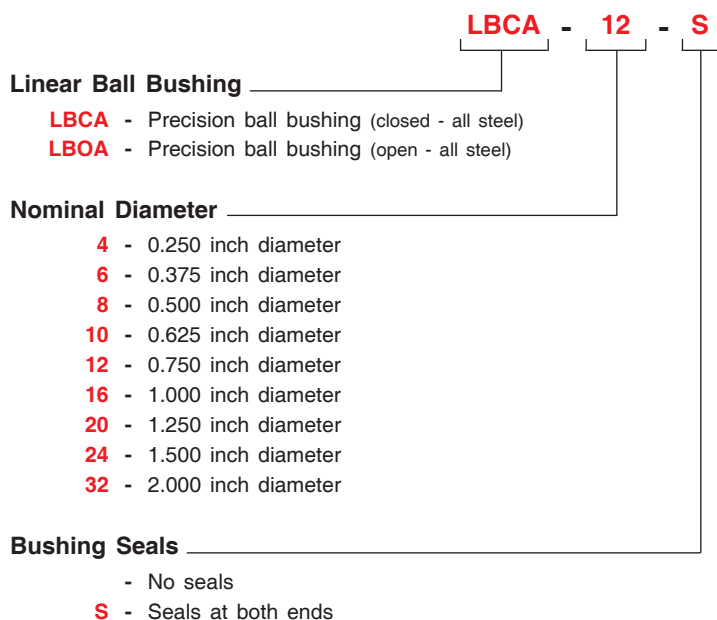 LBCA - 12 - S
Linear Ball Bushing
LBCA - Precision ball bushing (closed - all steel)
LBOA - Precision ball bushing (open - all steel)
Nominal Diameter
4 - 0.250 inch diameter
6 - 0.375 inch diameter
8 - 0.500 inch diameter
10 - 0.625 inch diameter
12 - 0.750 inch diameter
16 - 1.000 inch diameter
20 - 1.250 inch diameter
24 - 1.500 inch diameter
32 - 2.000 inch diameter
Bushing Seals
- No seals
S - Seals at both ends